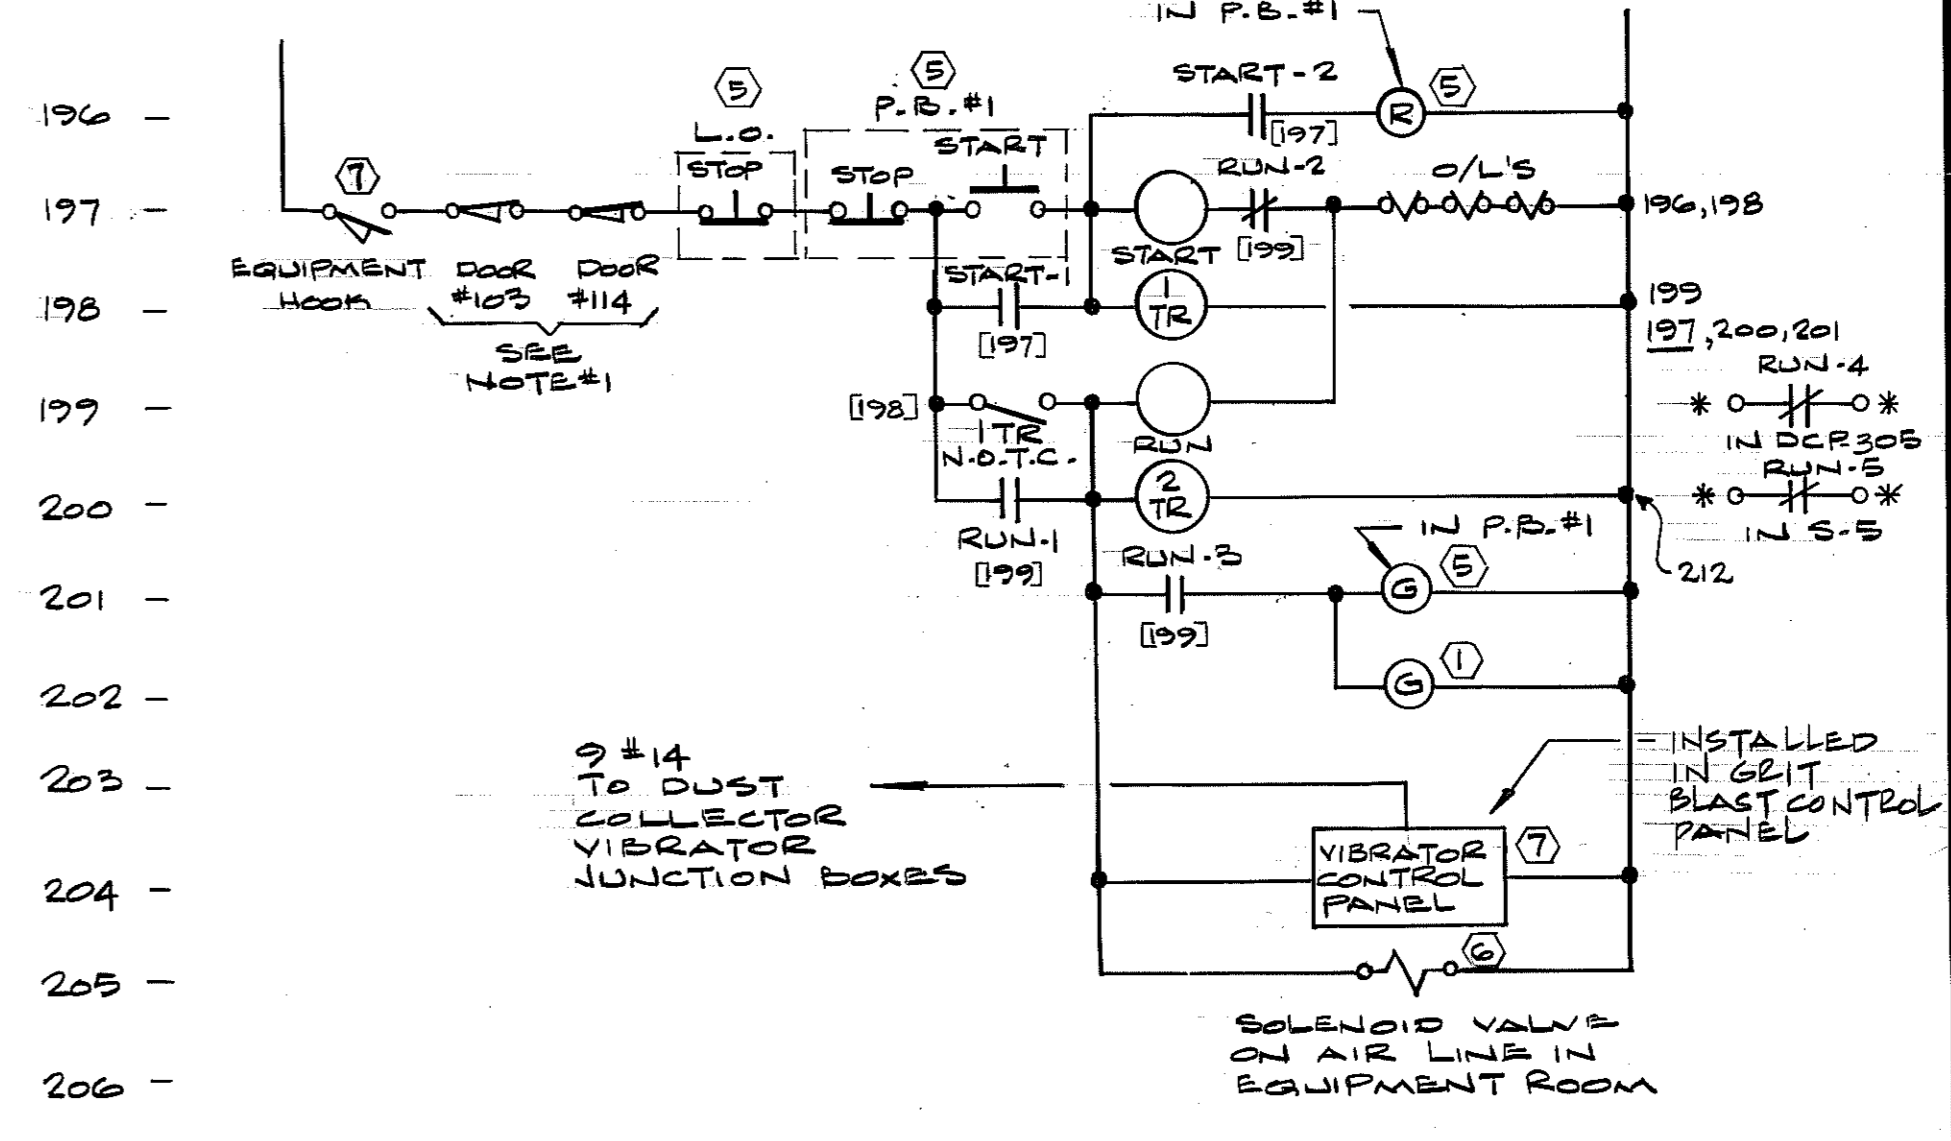 IN P.B. #1
START-2
5
5
5
P.B. #1
196
R
[197]
L.O.
START
RUN-2
O/L'S
7
STOP
STOP
197
196,198
[199]
START
EQUIPMENT
HOOK
DOOR
#103
DOOR
#114
START-1
198
1
TR
199
[197]
197,200,201
SEE
NOTE #1
RUN-4
199
[198]
* *
1 TR
N.O.T.C.
RUN
IN DCP-305
RUN-5
200
2
TR
* *
IN S-5
RUN-1
[199]
RUN-3
IN P.B. #1
5
212
201
G
[199]
1
202
G
9 #14
TO DUST
COLLECTOR
VIBRATOR
JUNCTION BOXES
INSTALLED
IN GRIT
BLAST CONTROL
PANEL
203
VIBRATOR
CONTROL
PANEL
7
204
6
205
SOLENOID VALVE
ON AIR LINE IN
EQUIPMENT ROOM
206